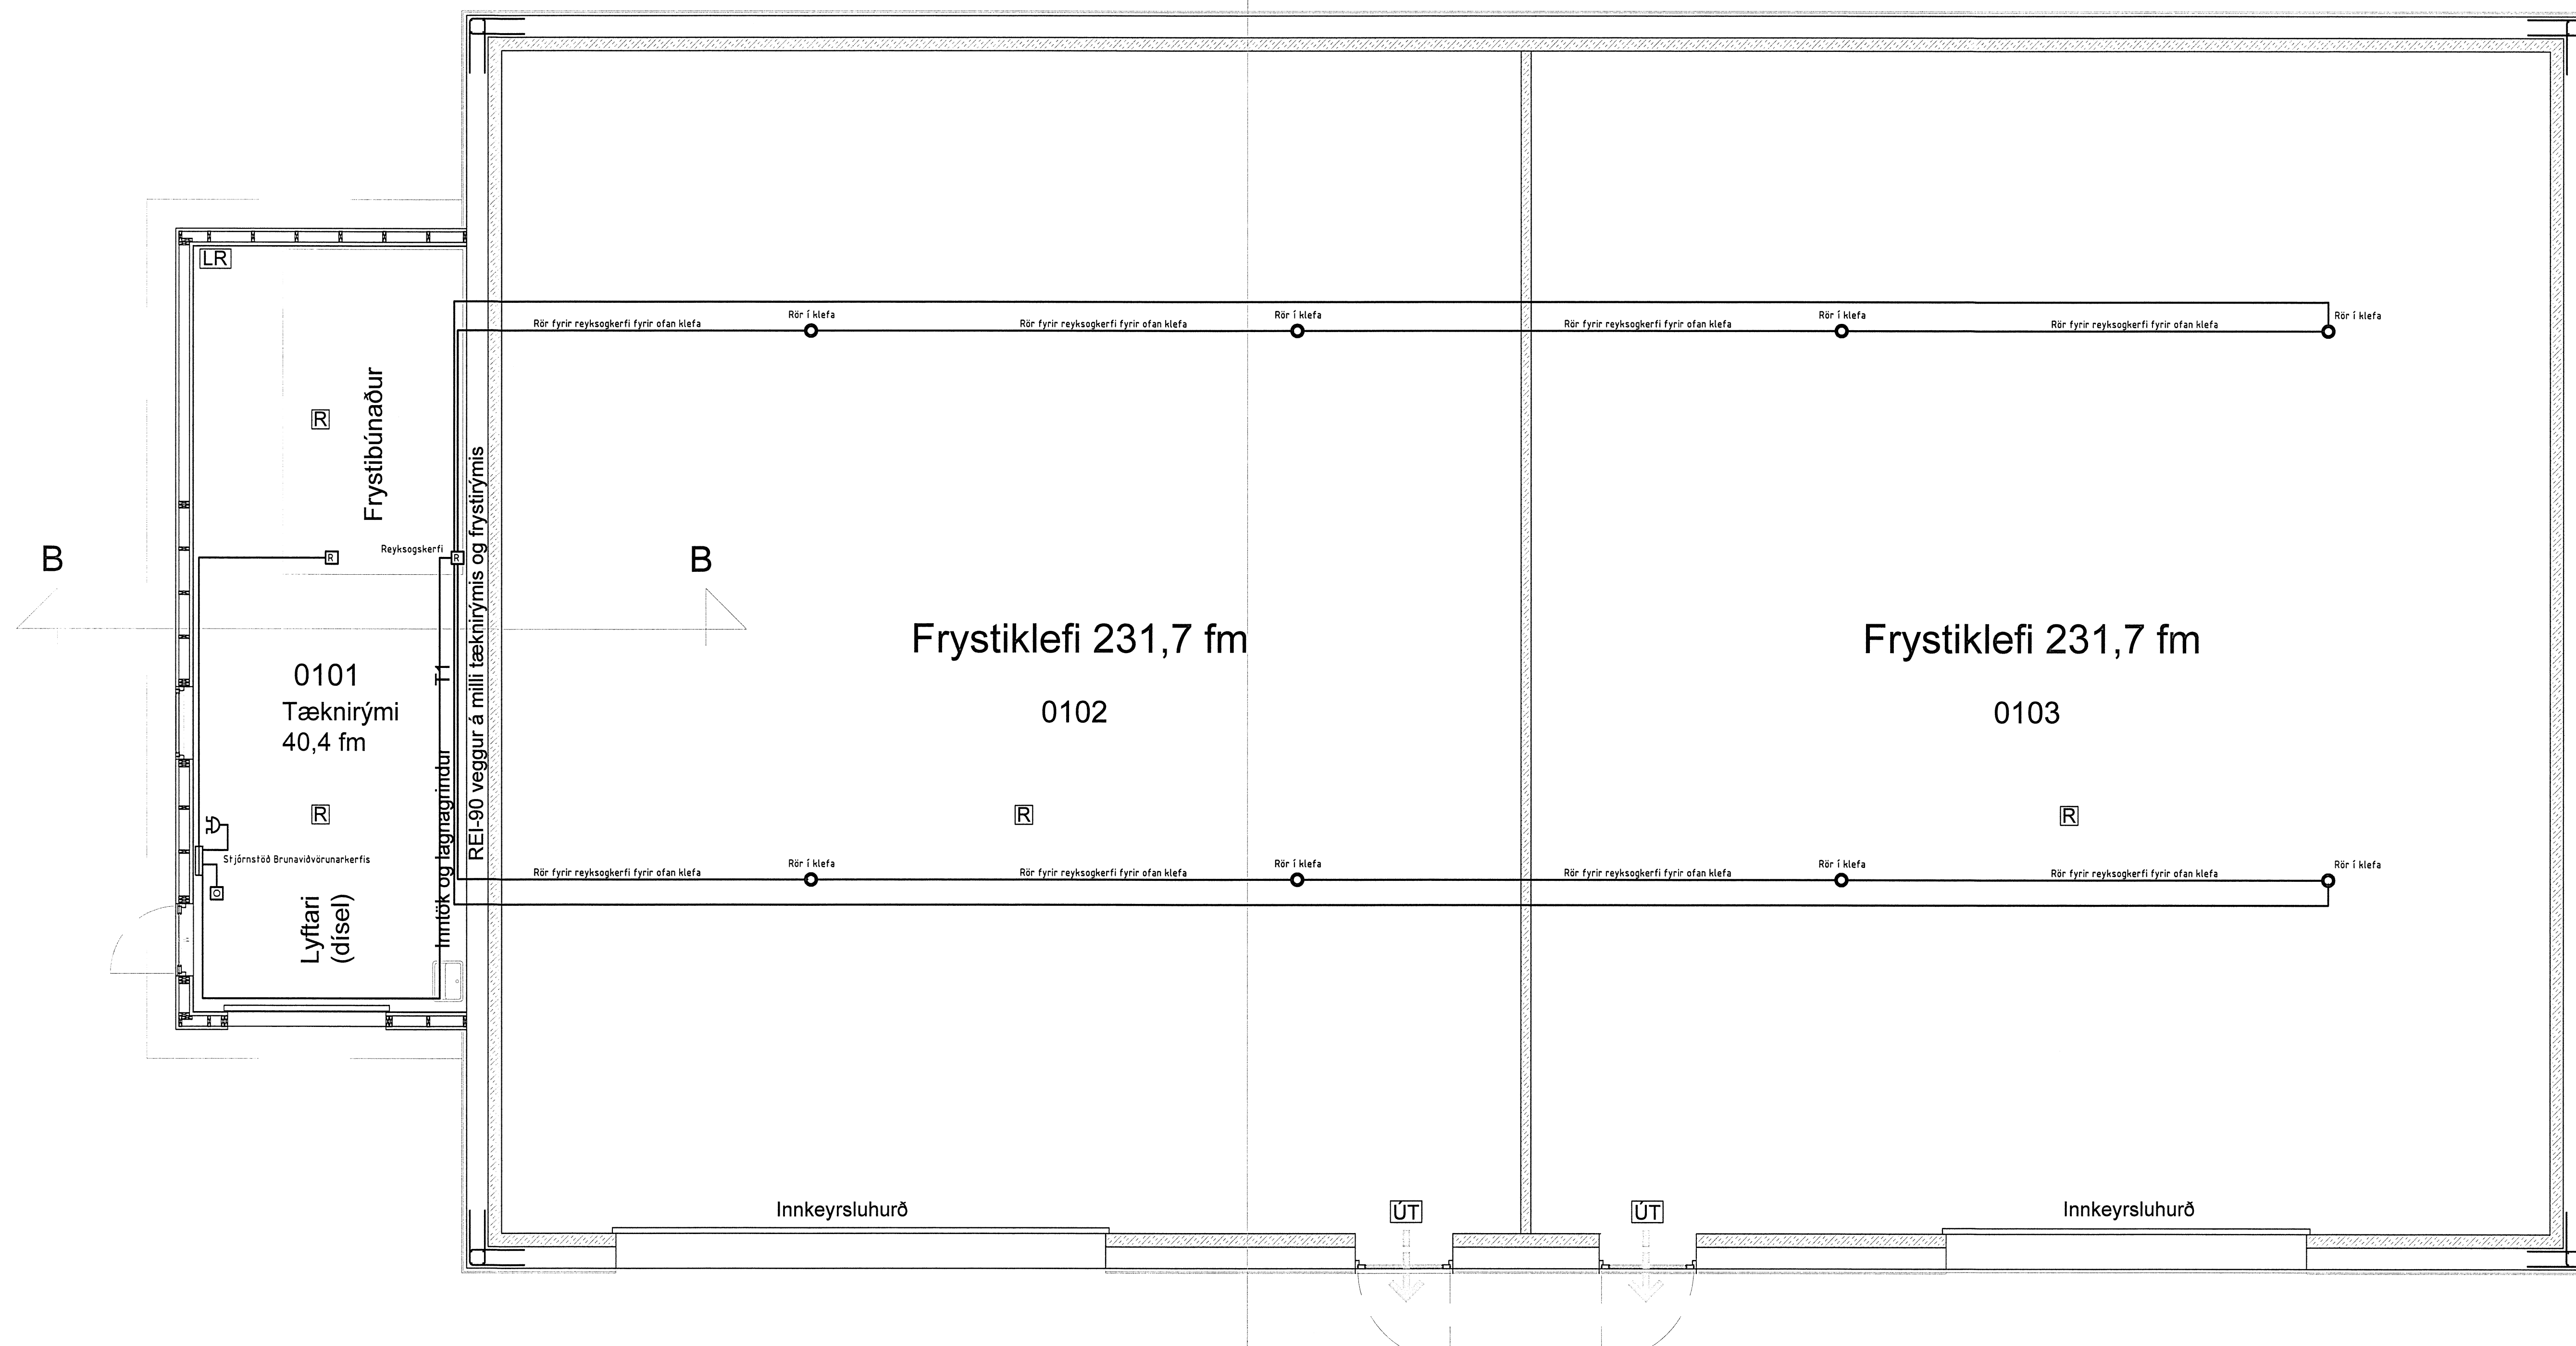 LR
Rör í klefa
Rör í klefa
Rör í klefa
Rör í klefa
Rör fyrir reyksogkerfi fyrir ofan klefa
Rör fyrir reyksogkerfi fyrir ofan klefa
Rör fyrir reyksogkerfi fyrir ofan klefa
Rör fyrir reyksogkerfi fyrir ofan klefa
R
Frystibúnaður
REI-90 veggur á milli tæknirýmis og frystirýmis
Reyksogskerfi
R
R
B
B
Frystiklefi 231,7 fm
0102
Frystiklefi 231,7 fm
0103
0101
Tæknirými
40,4 fm
T1
Inntök og lagnagrindur
R
R
R
Stjórnstöð Brunaviðvörunarkerfis
Lyftari
(dísel)
Rör í klefa
Rör í klefa
Rör í klefa
Rör í klefa
Rör fyrir reyksogkerfi fyrir ofan klefa
Rör fyrir reyksogkerfi fyrir ofan klefa
Rör fyrir reyksogkerfi fyrir ofan klefa
Rör fyrir reyksogkerfi fyrir ofan klefa
Innkeyrsluhurð
ÚT
ÚT
Innkeyrsluhurð